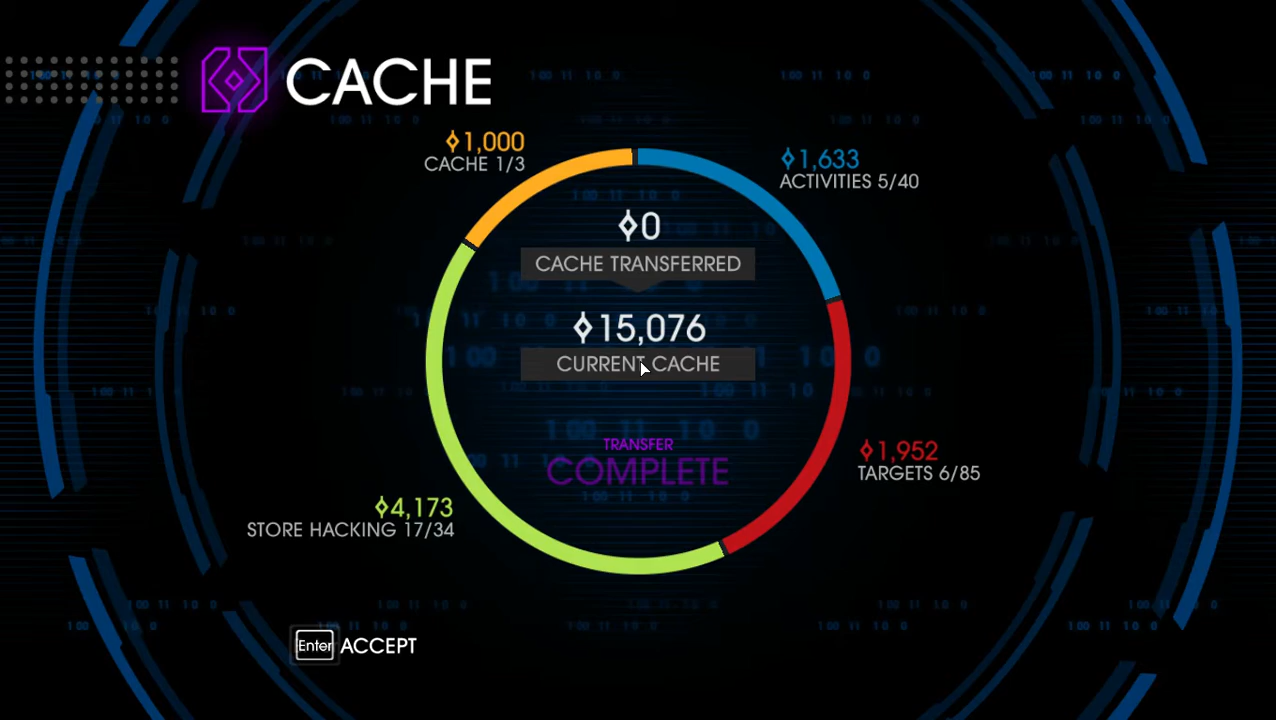 CACHE
1,000
CACHE 1/3
1,633
ACTIVITIES 5/40
0
CACHE TRANSFERRED
15,076
CURRENT CACHE
TRANSFER
COMPLETE
1,952
TARGETS 6/85
4,173
STORE HACKING 17/34
Enter ACCEPT